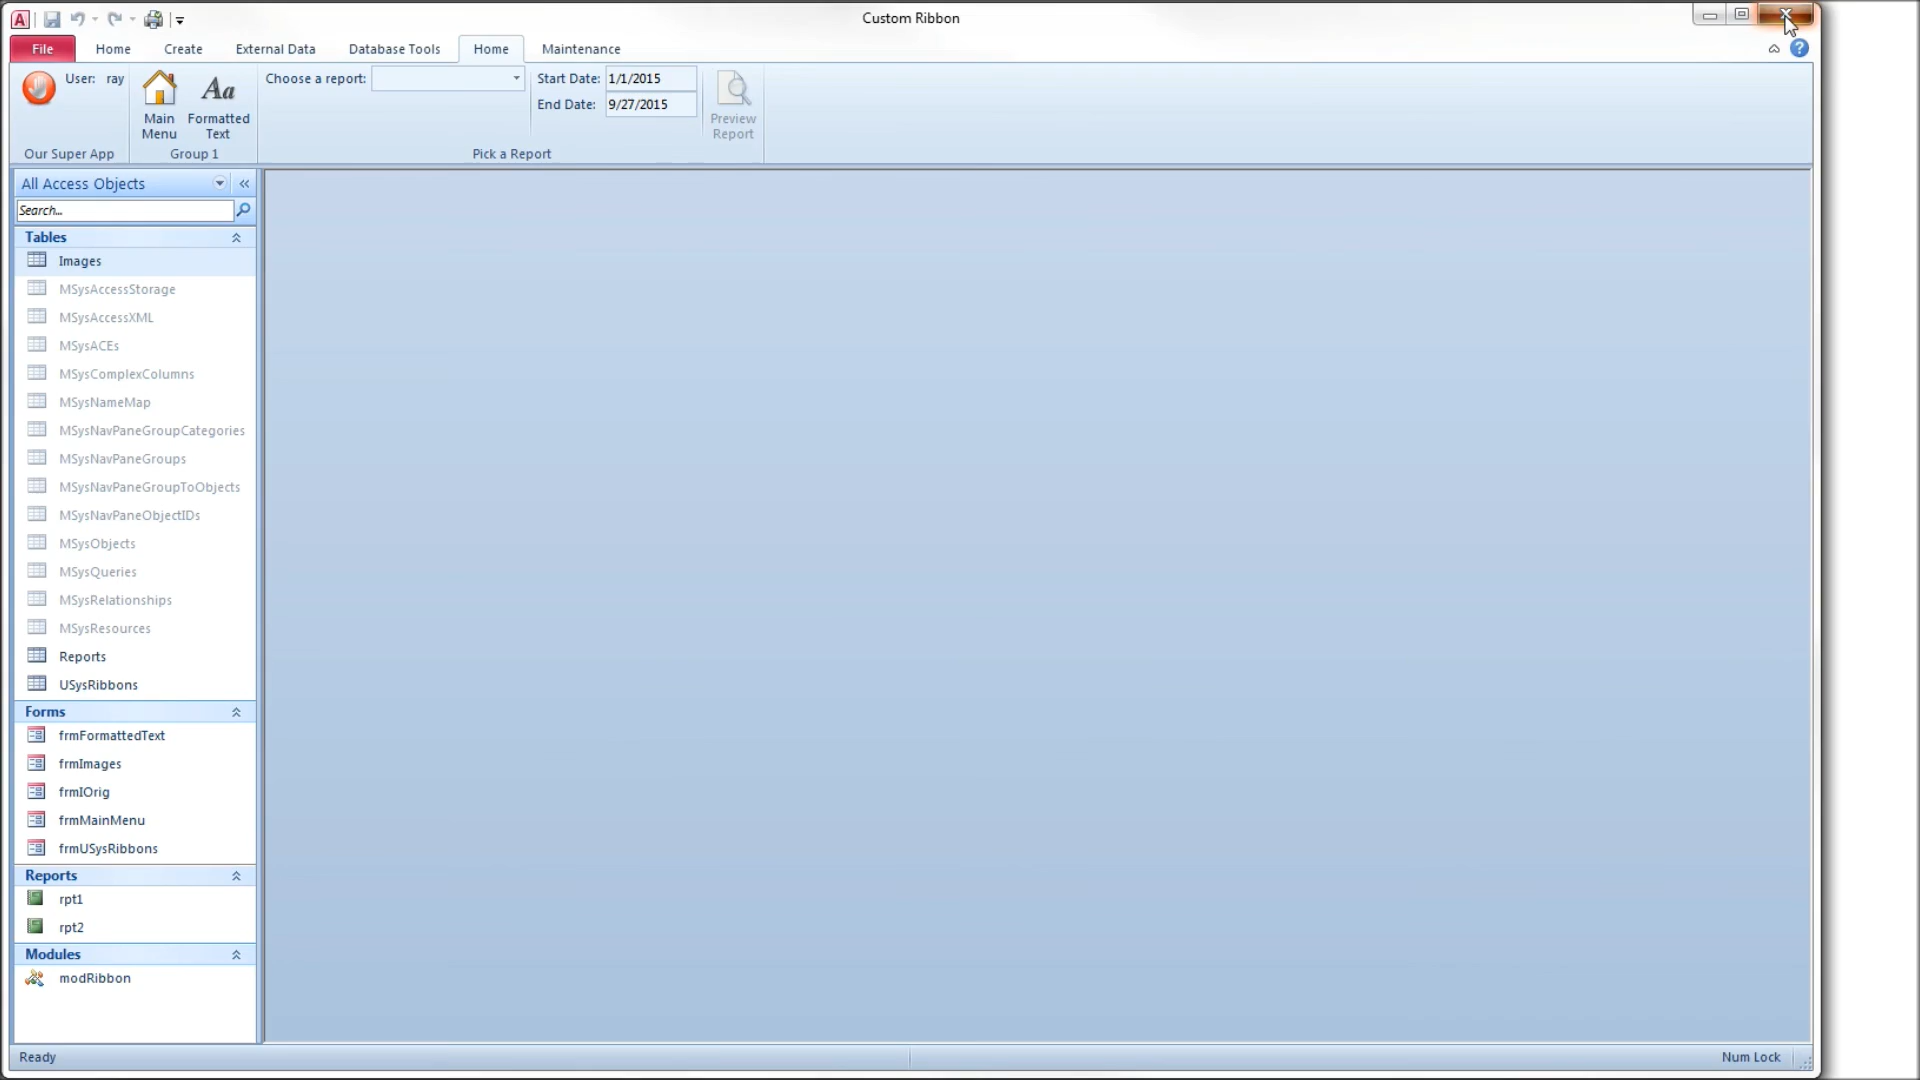 Custom Ribbon
File Home Create External Data Database Tools Home Maintenance
User: ray
Main Menu
Aa
Formatted Text
Choose a report:
Start Date: 1/1/2015
End Date: 9/27/2015
Preview Report
Our Super App
Group 1
Pick a Report
All Access Objects
Search...
Tables
Images
MSysAccessStorage
MSysAccessXML
MSysACEs
MSysComplexColumns
MSysNameMap
MSysNavPaneGroupCategories
MSysNavPaneGroups
MSysNavPaneGroupToObjects
MSysNavPaneObjectIDs
MSysObjects
MSysQueries
MSysRelationships
MSysResources
Reports
USysRibbons
Forms
frmFormattedText
frmImages
frmIOrig
frmMainMenu
frmUSysRibbons
Reports
rpt1
rpt2
Modules
modRibbon
Ready
Num Lock